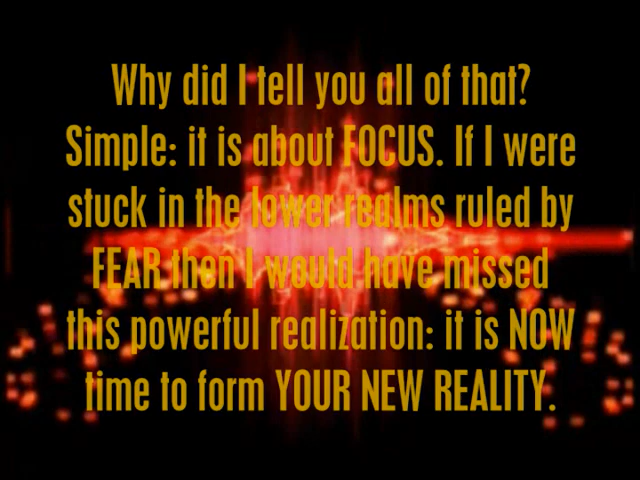 Why did I tell you all of that?
Simple: it is about FOCUS. If I were
stuck in the lower realms ruled by
FEAR then I would have missed
this powerful realization: it is NOW
time to form YOUR NEW REALITY.